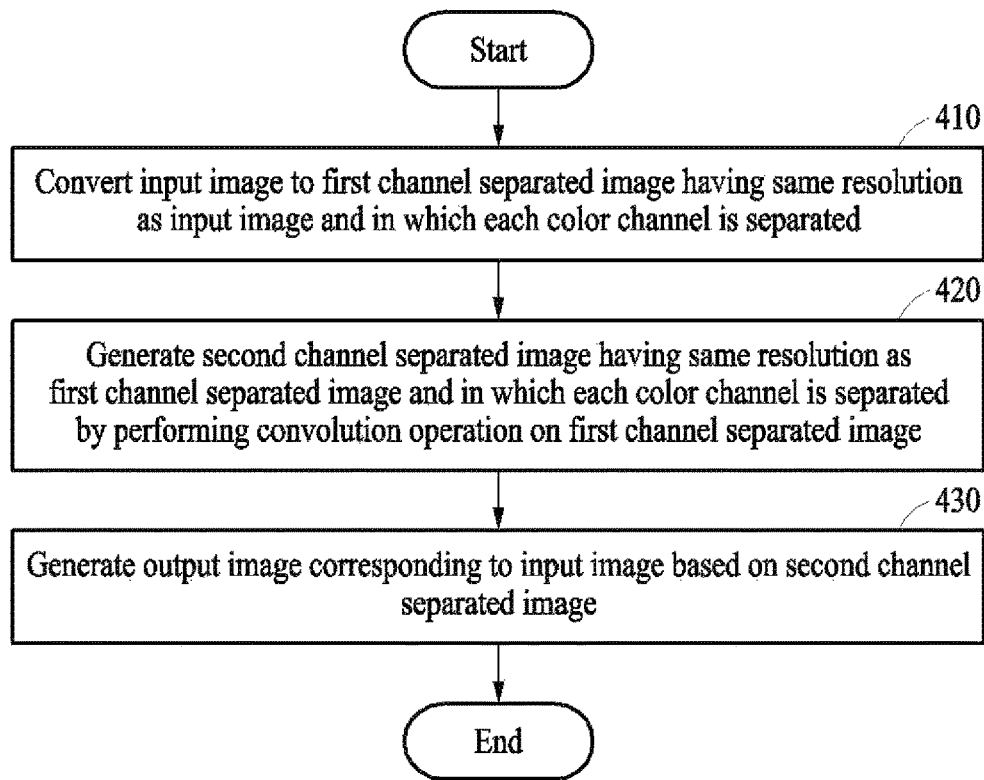 Start
410
Convert input image to first channel separated image having same resolution
as input image and in which each color channel is separated
420
Generate second channel separated image having same resolution as
first channel separated image and in which each color channel is separated
by performing convolution operation on first channel separated image
430
Generate output image corresponding to input image based on second channel
separated image
End